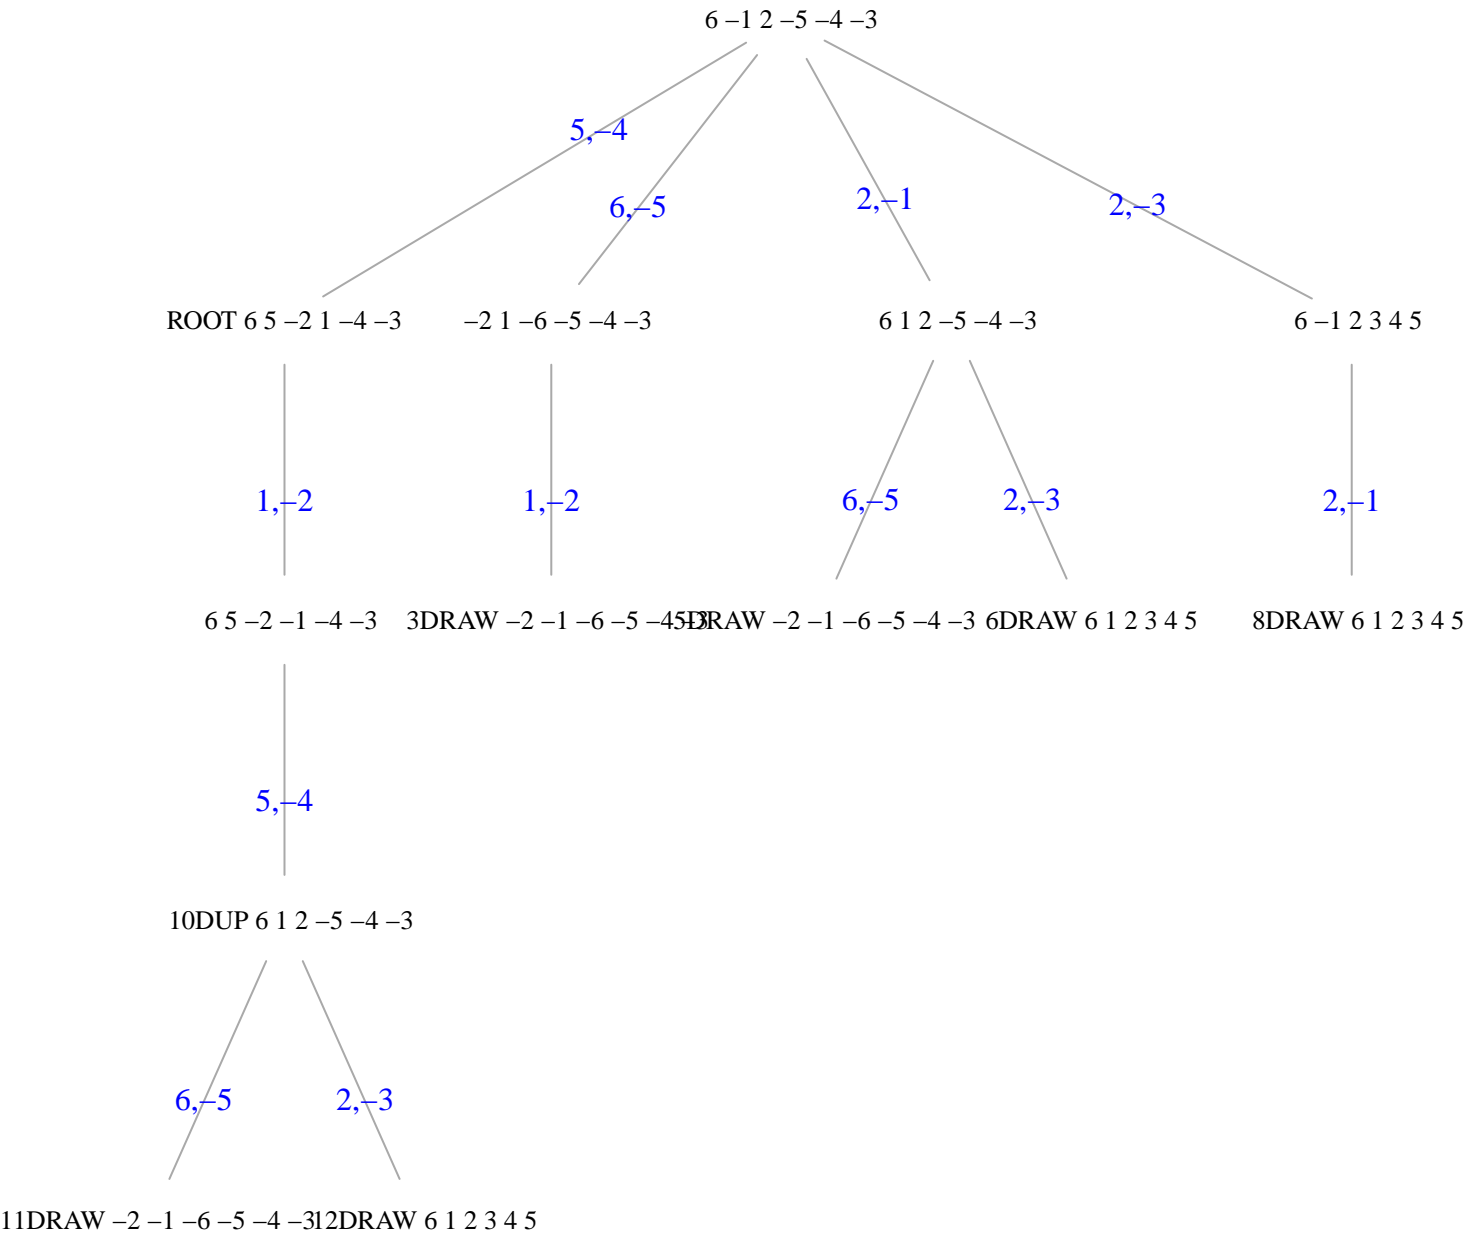 6 –1 2 –5 –4 –3
5,–4
6,–5
2,–1
2,–3
ROOT 6 5 –2 1 –4 –3
–2 1 –6 –5 –4 –3
6 1 2 –5 –4 –3
6 –1 2 3 4 5
1,–2
1,–2
6,–5
2,–3
2,–1
6 5 –2 –1 –4 –3
3DRAW –2 –1 –6 –5 –4 –3
5DRAW –2 –1 –6 –5 –4 –3
6DRAW 6 1 2 3 4 5
8DRAW 6 1 2 3 4 5
5,–4
10DUP 6 1 2 –5 –4 –3
6,–5
2,–3
11DRAW –2 –1 –6 –5 –4 –3
12DRAW 6 1 2 3 4 5